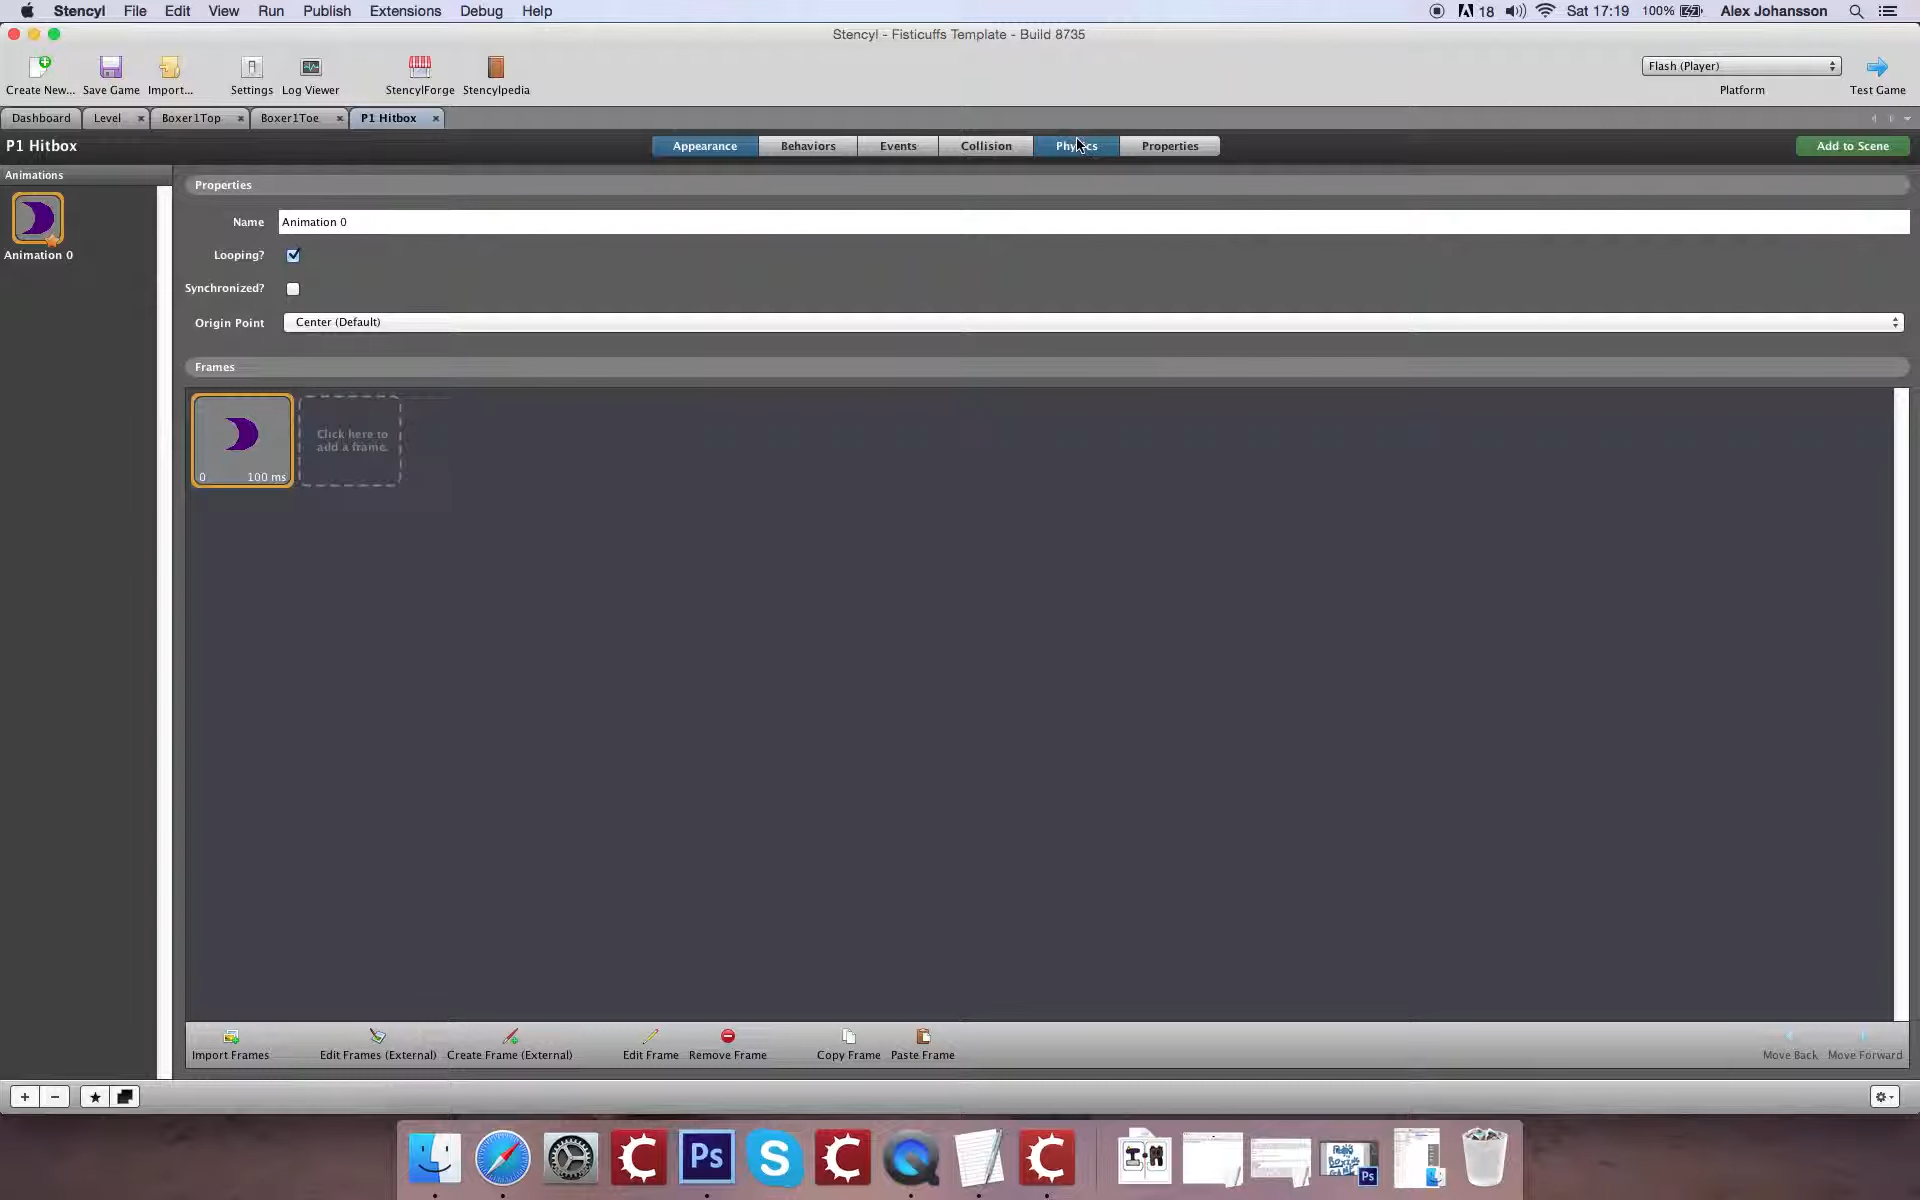 Stencyl File Edit View Run Publish Extensions Debug Help 18 Sat 17:19 100% Alex Johansson
Stencyl - Fisticuffs Template - Build 8735
Create New... Save Game Import... Settings Log Viewer StencylForge Stencylpedia Flash (Player) Platform Test Game
Dashboard Level Boxer1Top Boxer1Toe P1 Hitbox
P1 Hitbox Appearance Behaviors Events Collision Physics Properties Add to Scene
Animations
Animation 0
Properties
Name Animation 0
Looping?
Synchronized?
Origin Point Center (Default)
Frames
Click here to
add a frame.
0 100 ms
Import Frames Edit Frames (External) Create Frame (External) Edit Frame Remove Frame Copy Frame Paste Frame Move Back Move Forward
Ps